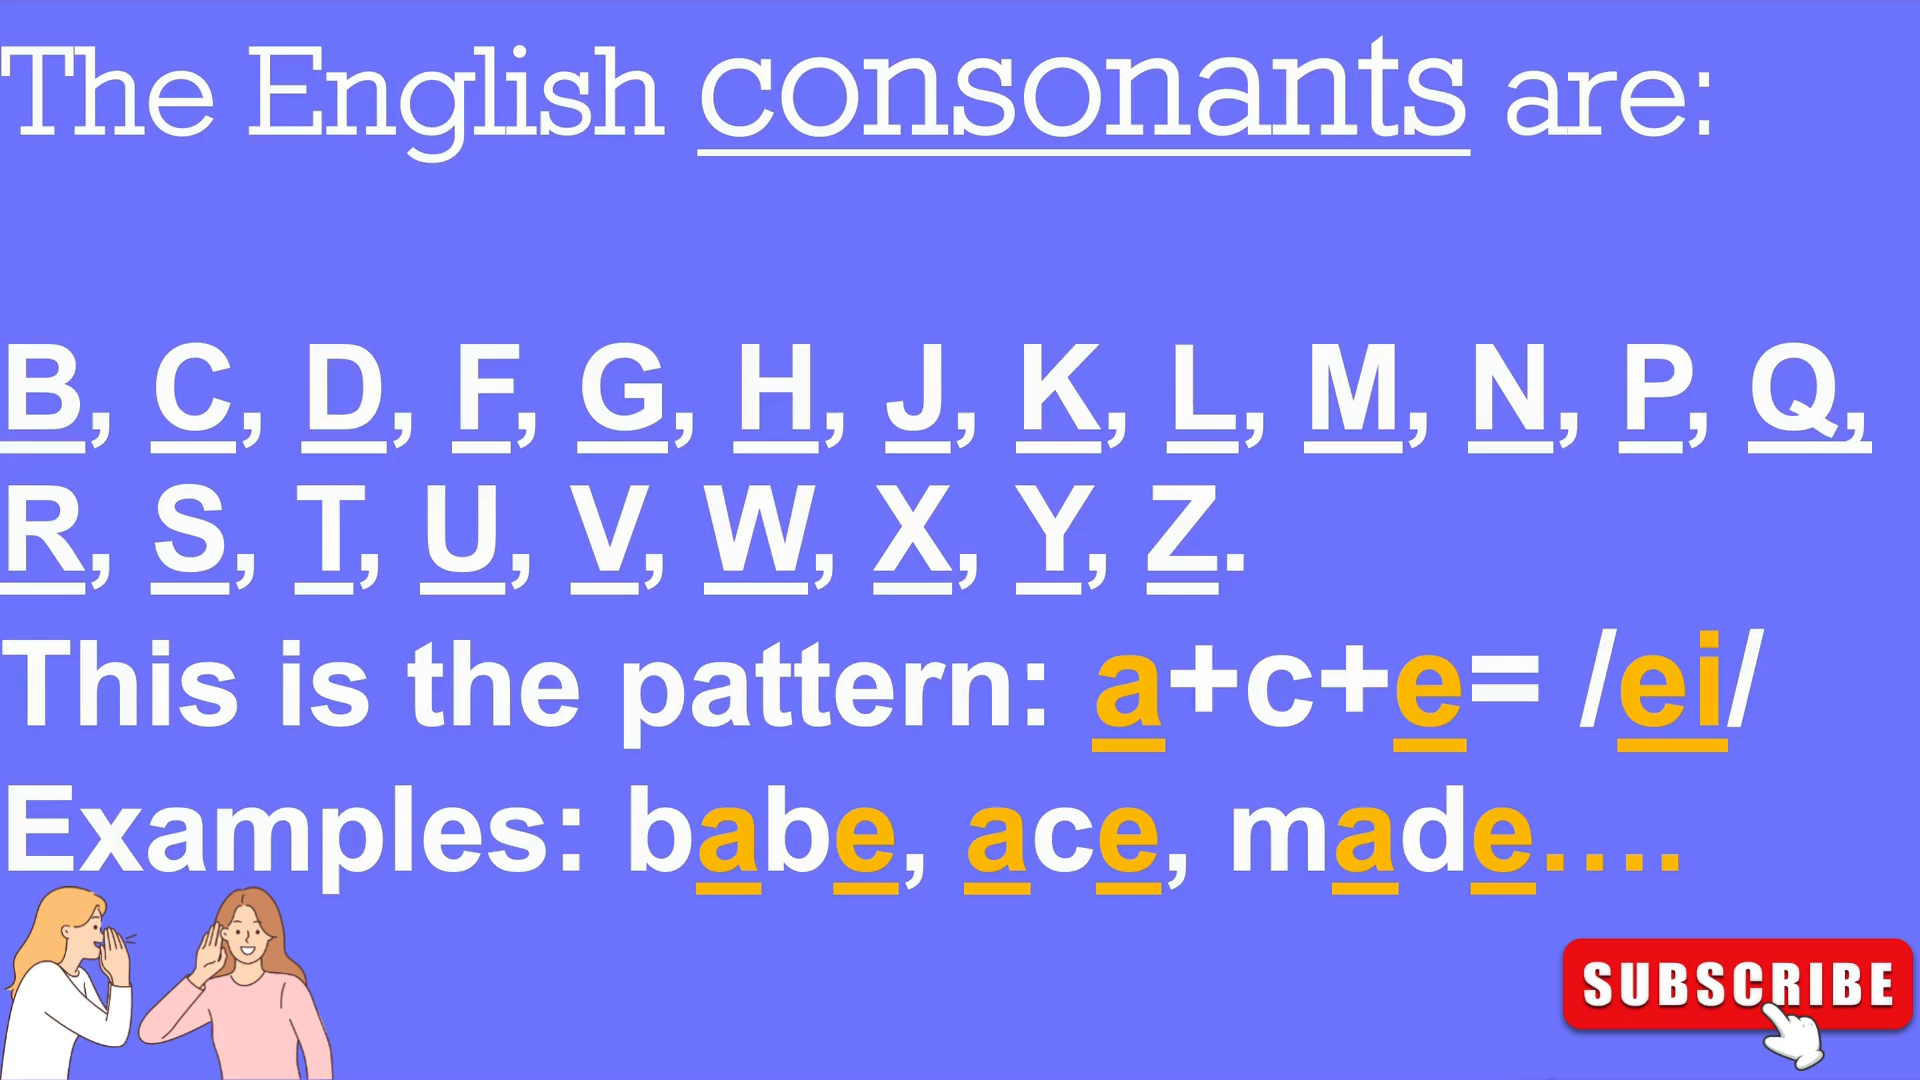 The English consonants are:
B, C, D, F, G, H, J, K, L, M, N, P, Q,
R, S, T, U, V, W, X, Y, Z.
This is the pattern: a+c+e= /ei/
Examples: babe, ace, made....
SUBSCRIBE